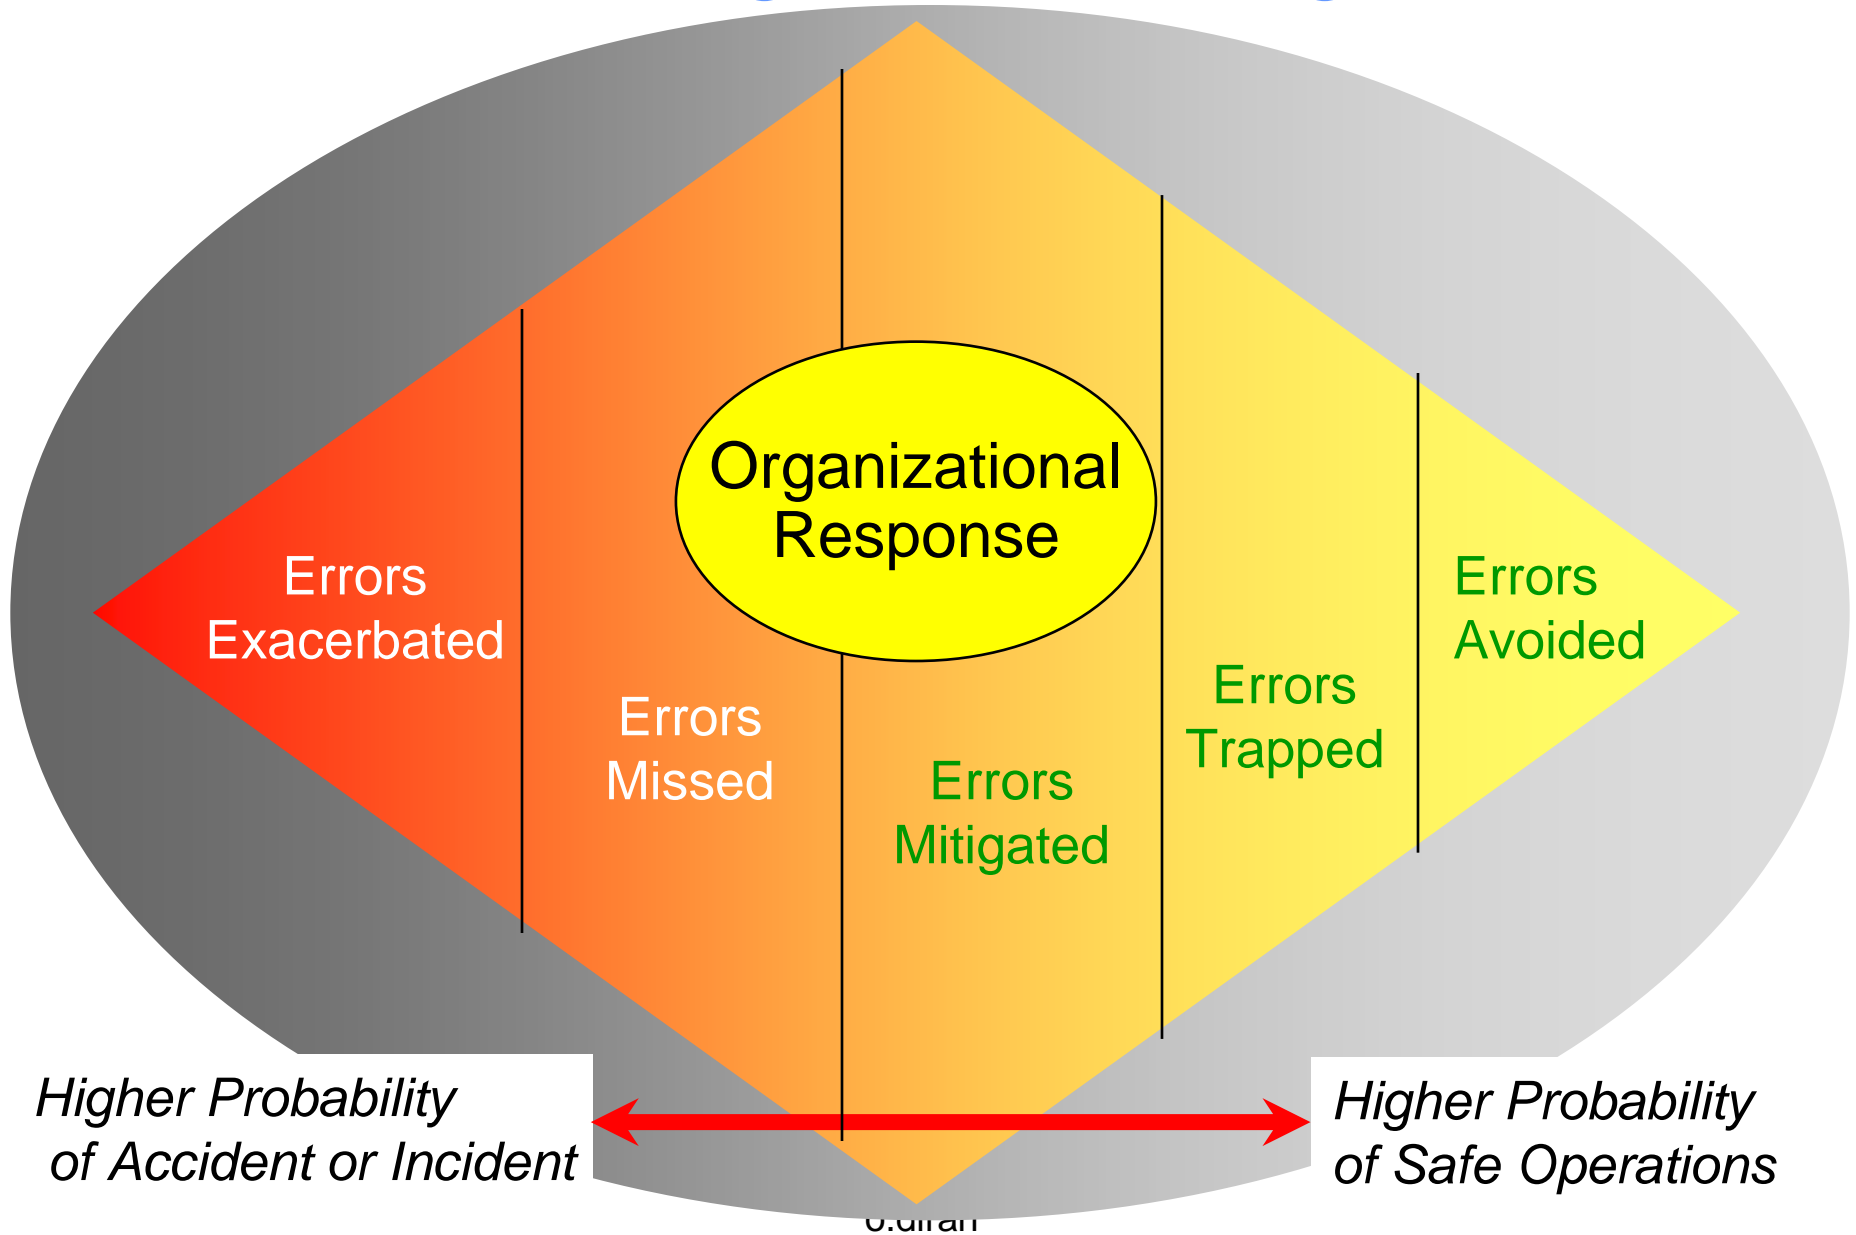 Organizational
Response
Errors
Exacerbated
Errors
Missed
Errors
Mitigated
Errors
Trapped
Errors
Avoided
Higher Probability
of Accident or Incident
Higher Probability
of Safe Operations